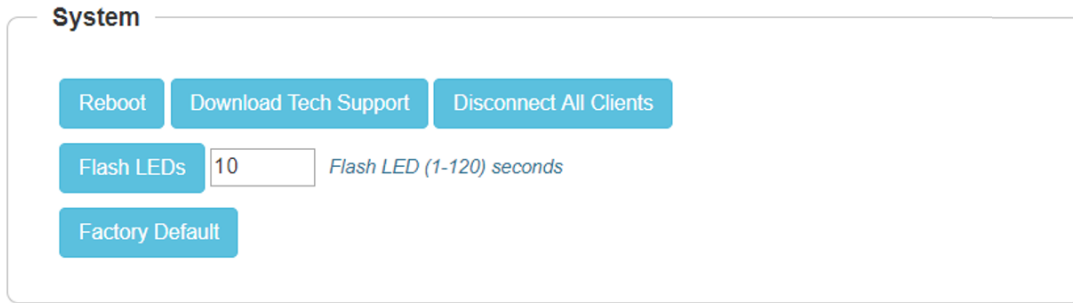 System
Reboot Download Tech Support Disconnect All Clients
Flash LEDs 10 Flash LED (1-120) seconds
Factory Default